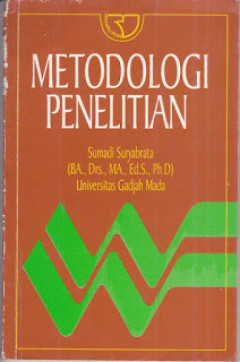 METODOLOGI
PENELITIAN
Sumadi Suryabrata
(BA., Drs., MA., Ed.S., Ph.D)
Universitas Gadjah Mada